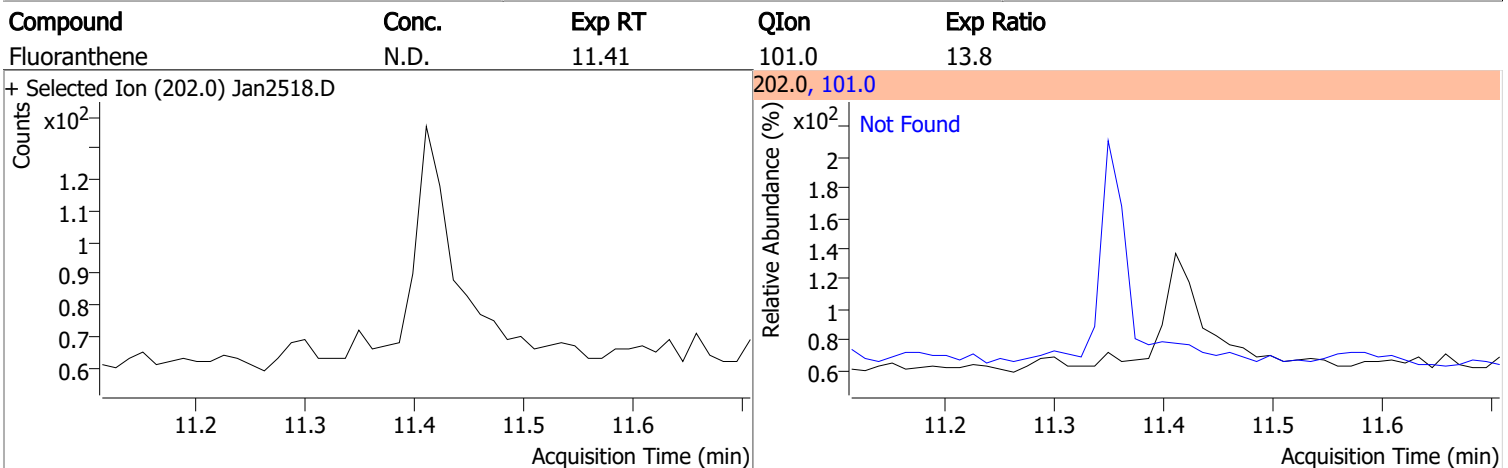 Compound Conc. Exp RT QIon Exp Ratio
Fluoranthene N.D. 11.41 101.0 13.8
+ Selected Ion (202.0) Jan2518.D
Counts
x10²
1.2
1.1
1
0.9
0.8
0.7
0.6
11.2 11.3 11.4 11.5 11.6
Acquisition Time (min)
202.0, 101.0
Relative Abundance (%)
x10²
Not Found
2
1.8
1.6
1.4
1.2
1
0.8
0.6
11.2 11.3 11.4 11.5 11.6
Acquisition Time (min)